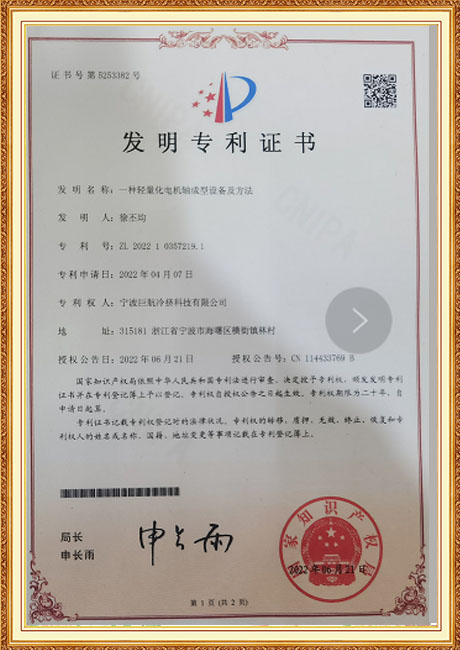 证书号第5253382号
发明专利证书
发 明 名 称：一种轻量化电机轴成型设备及方法
发 明 人：徐丕均
专 利 号：ZL 2022 1 0357219.1
专利申请日：2022年04月07日
专 利 权 人：宁波巨航冷挤科技有限公司
地 址：315181 浙江省宁波市海曙区横街镇林村
授权公告日：2022年06月21日 授权公告号：CN 114433769 B
国家知识产权局依照中华人民共和国专利法进行审查，决定授予专利权，颁发发明专利
证书并在专利登记簿上予以登记。专利权自授权公告之日起生效。专利权期限为二十年，自
申请日起算。
专利证书记载专利权登记时的法律状况。专利权的转移、质押、无效、终止、恢复和专
利权人的姓名或名称、国籍、地址变更等事项记载在专利登记簿上。
局长
申长雨
申长雨
国家知识产权局
2022年06月21日
第 1 页 (共 2 页)
CNIPA